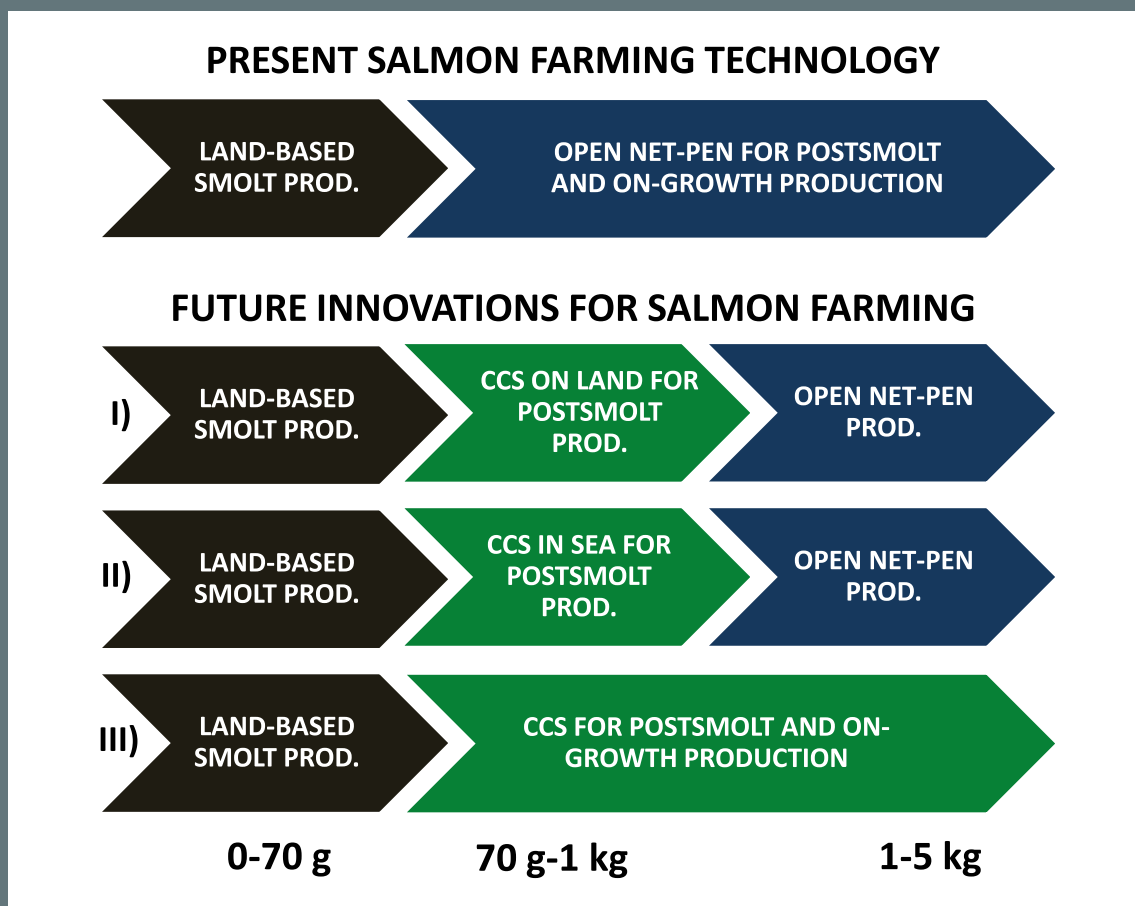 PRESENT SALMON FARMING TECHNOLOGY
LAND-BASED
SMOLT PROD.
OPEN NET-PEN FOR POSTSMOLT
AND ON-GROWTH PRODUCTION
FUTURE INNOVATIONS FOR SALMON FARMING
I)
LAND-BASED
SMOLT PROD.
CCS ON LAND FOR
POSTSMOLT
PROD.
OPEN NET-PEN
PROD.
II)
LAND-BASED
SMOLT PROD.
CCS IN SEA FOR
POSTSMOLT
PROD.
OPEN NET-PEN
PROD.
III)
LAND-BASED
SMOLT PROD.
CCS FOR POSTSMOLT AND ON-
GROWTH PRODUCTION
0-70 g
70 g-1 kg
1-5 kg